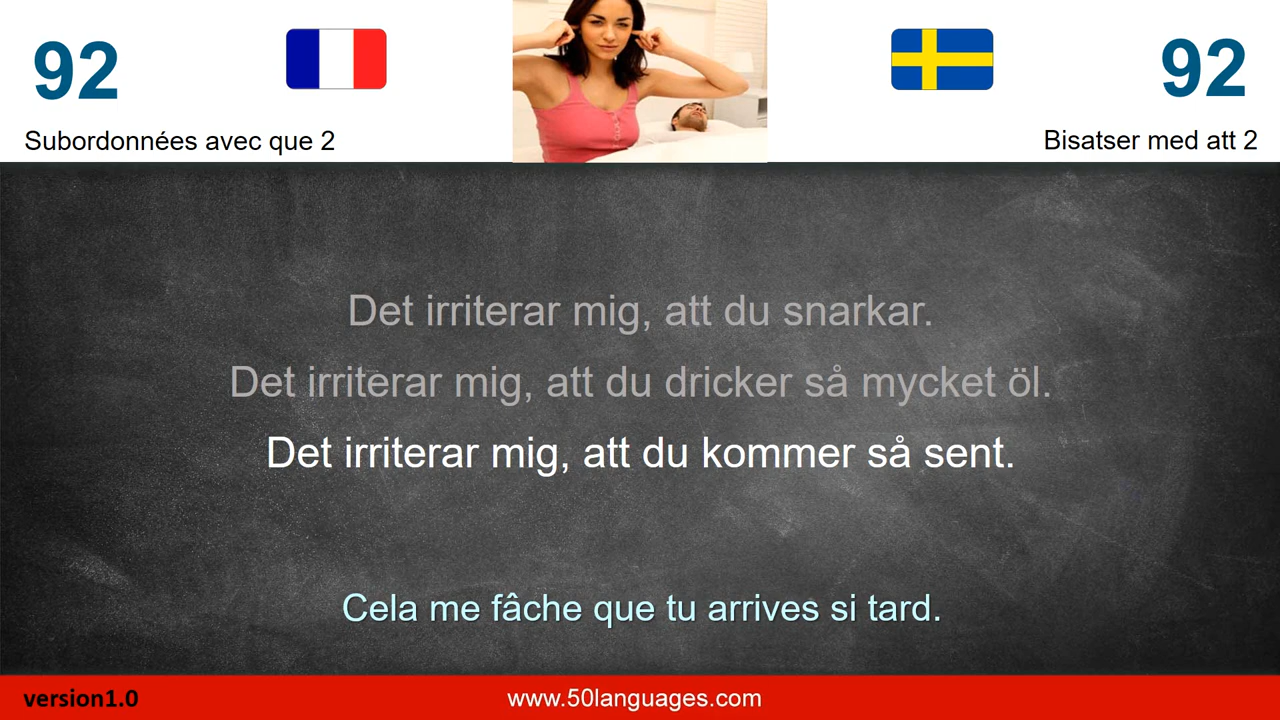 92
92
Subordonnées avec que 2
Bisatser med att 2
Det irriterar mig, att du snarkar.
Det irriterar mig, att du dricker så mycket öl.
Det irriterar mig, att du kommer så sent.
Cela me fâche que tu arrives si tard.
version1.0
www.50languages.com